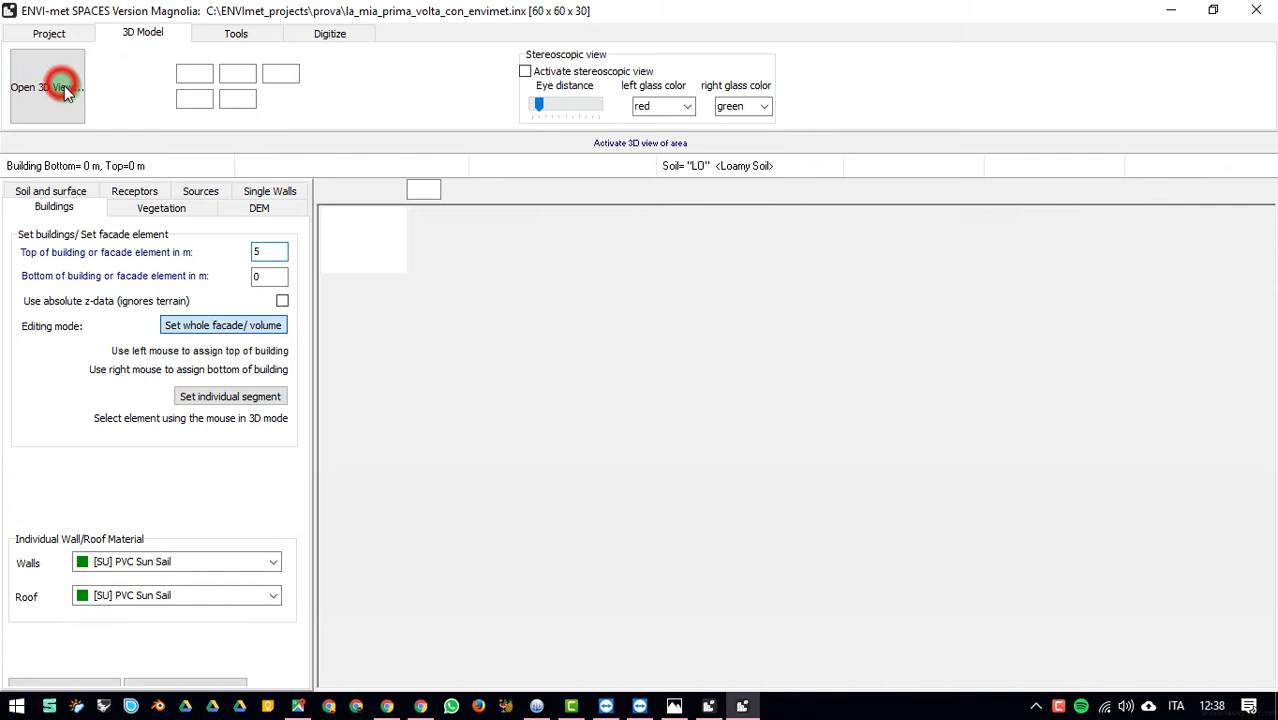 ENVI-met SPACES Version Magnolia: C:\ENVImet_projects\prova\la_mia_prima_volta_con_envimet.inx [60 x 60 x 30]
Project 3D Model Tools Digitize
Stereoscopic view
Activate stereoscopic view
Open 3D View...
Eye distance left glass color right glass color
red green
Activate 3D view of area
Building Bottom= 0 m, Top=0 m Soil= "LO" <Loamy Soil>
Soil and surface Receptors Sources Single Walls
Buildings Vegetation DEM
Set buildings/ Set facade element
Top of building or facade element in m: 5
Bottom of building or facade element in m: 0
Use absolute z-data (ignores terrain)
Editing mode: Set whole facade/ volume
Use left mouse to assign top of building
Use right mouse to assign bottom of building
Set individual segment
Select element using the mouse in 3D mode
Individual Wall/Roof Material
Walls [SU] PVC Sun Sail
Roof [SU] PVC Sun Sail
ITA 12:38